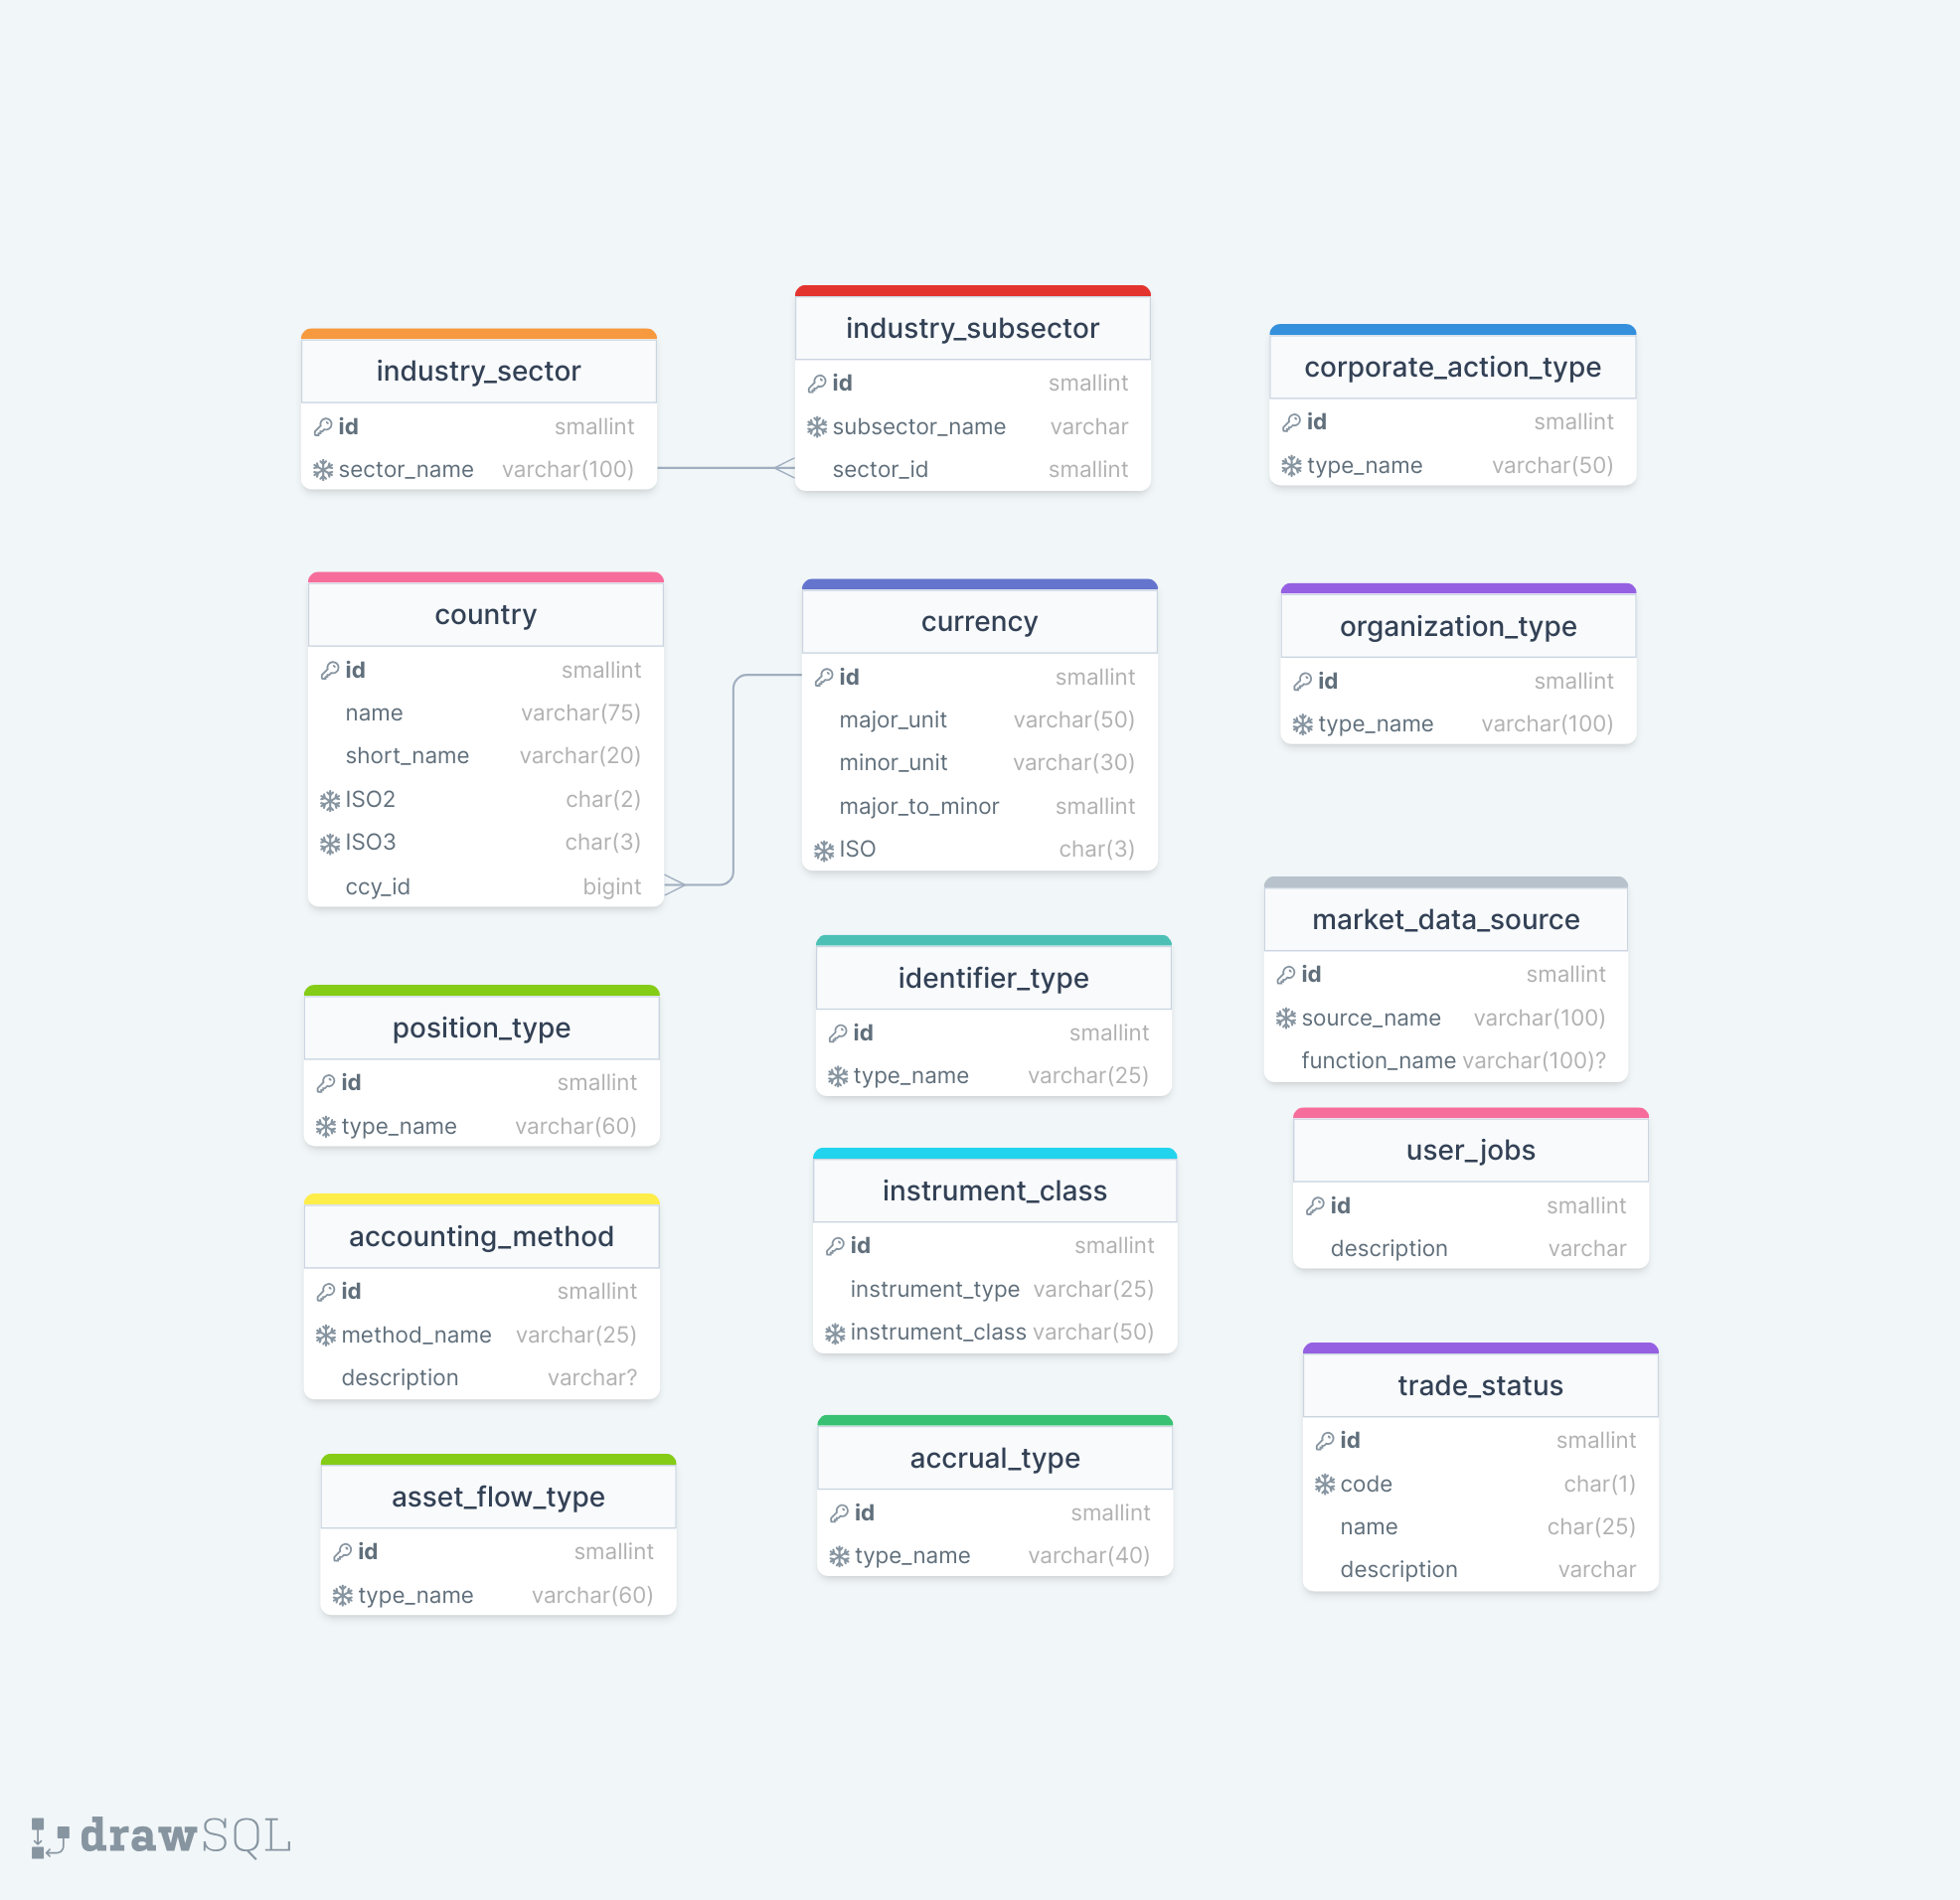 industry_sector
id smallint
sector_name varchar(100)
industry_subsector
id smallint
subsector_name varchar
sector_id smallint
corporate_action_type
id smallint
type_name varchar(50)
country
id smallint
name varchar(75)
short_name varchar(20)
ISO2 char(2)
ISO3 char(3)
ccy_id bigint
currency
id smallint
major_unit varchar(50)
minor_unit varchar(30)
major_to_minor smallint
ISO char(3)
organization_type
id smallint
type_name varchar(100)
position_type
id smallint
type_name varchar(60)
identifier_type
id smallint
type_name varchar(25)
market_data_source
id smallint
source_name varchar(100)
function_name varchar(100)?
user_jobs
id smallint
description varchar
accounting_method
id smallint
method_name varchar(25)
description varchar?
instrument_class
id smallint
instrument_type varchar(25)
instrument_class varchar(50)
trade_status
id smallint
code char(1)
name char(25)
description varchar
asset_flow_type
id smallint
type_name varchar(60)
accrual_type
id smallint
type_name varchar(40)
drawSQL